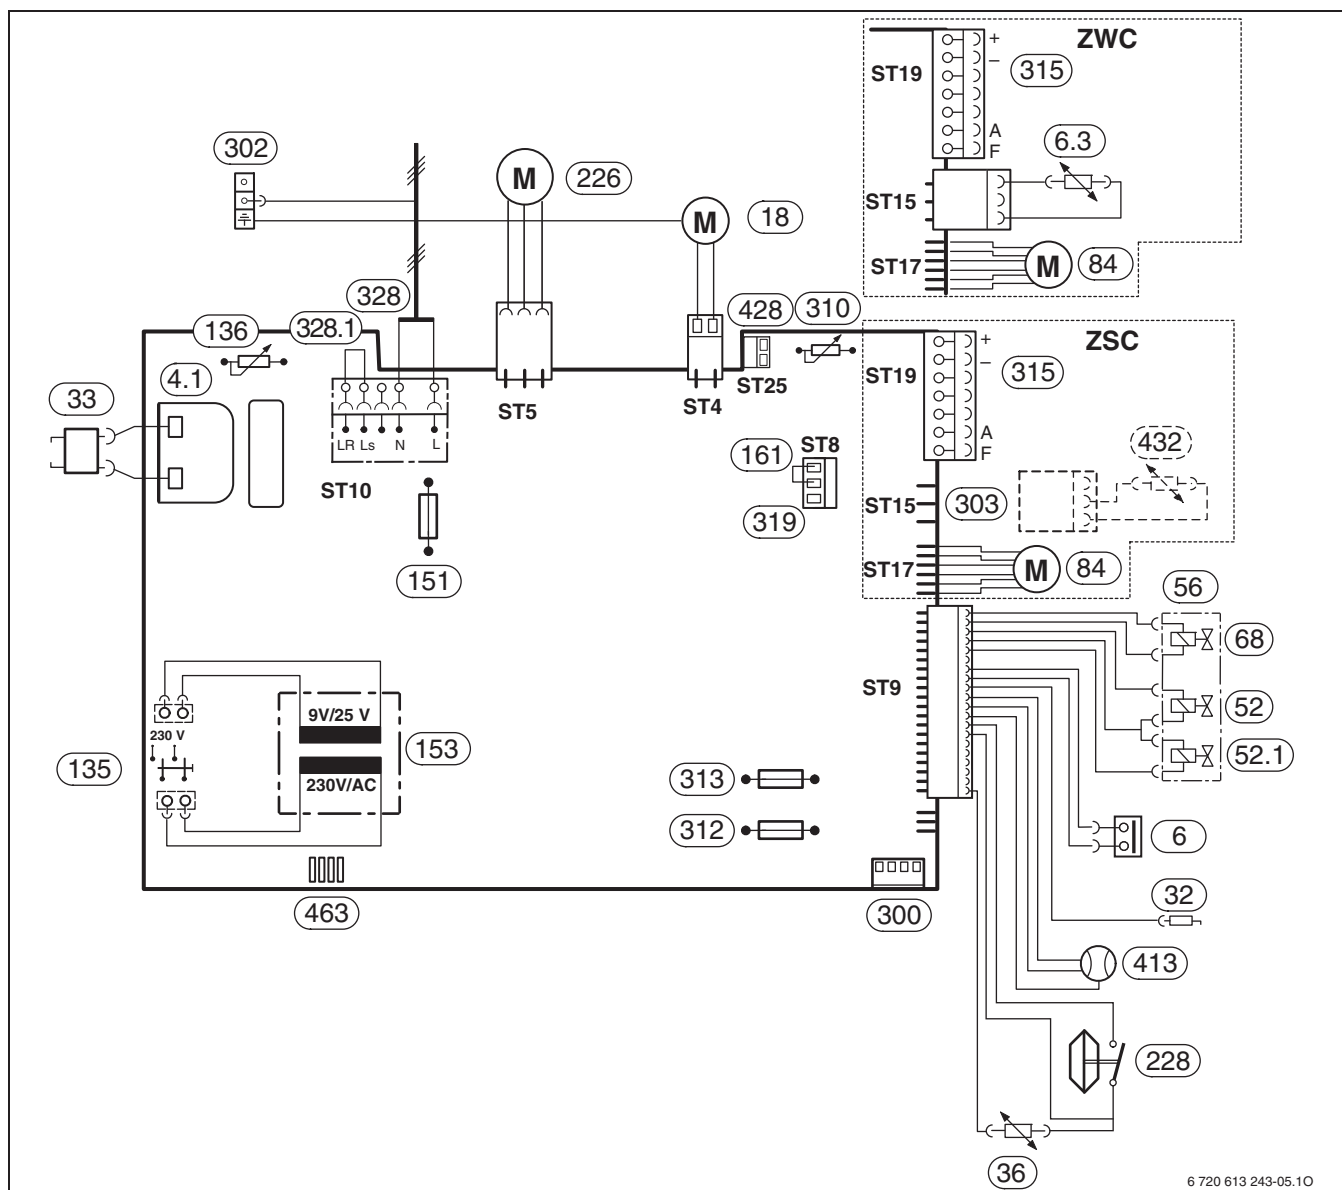 ZWC
+
–
ST19
315
A
F
6.3
ST15
ST17
M
84
302
M
226
M
18
328
428
310
136
328.1
4.1
33
ST5
ST4
ST25
LR Ls N L
ST10
151
161
ST8
319
ZSC
+
–
ST19
315
A
F
432
ST15
303
ST17
M
84
56
68
ST9
52
52.1
9V/25 V
230 V
153
135
230V/AC
313
312
6
463
300
32
413
228
36
6 720 613 243-05.1O